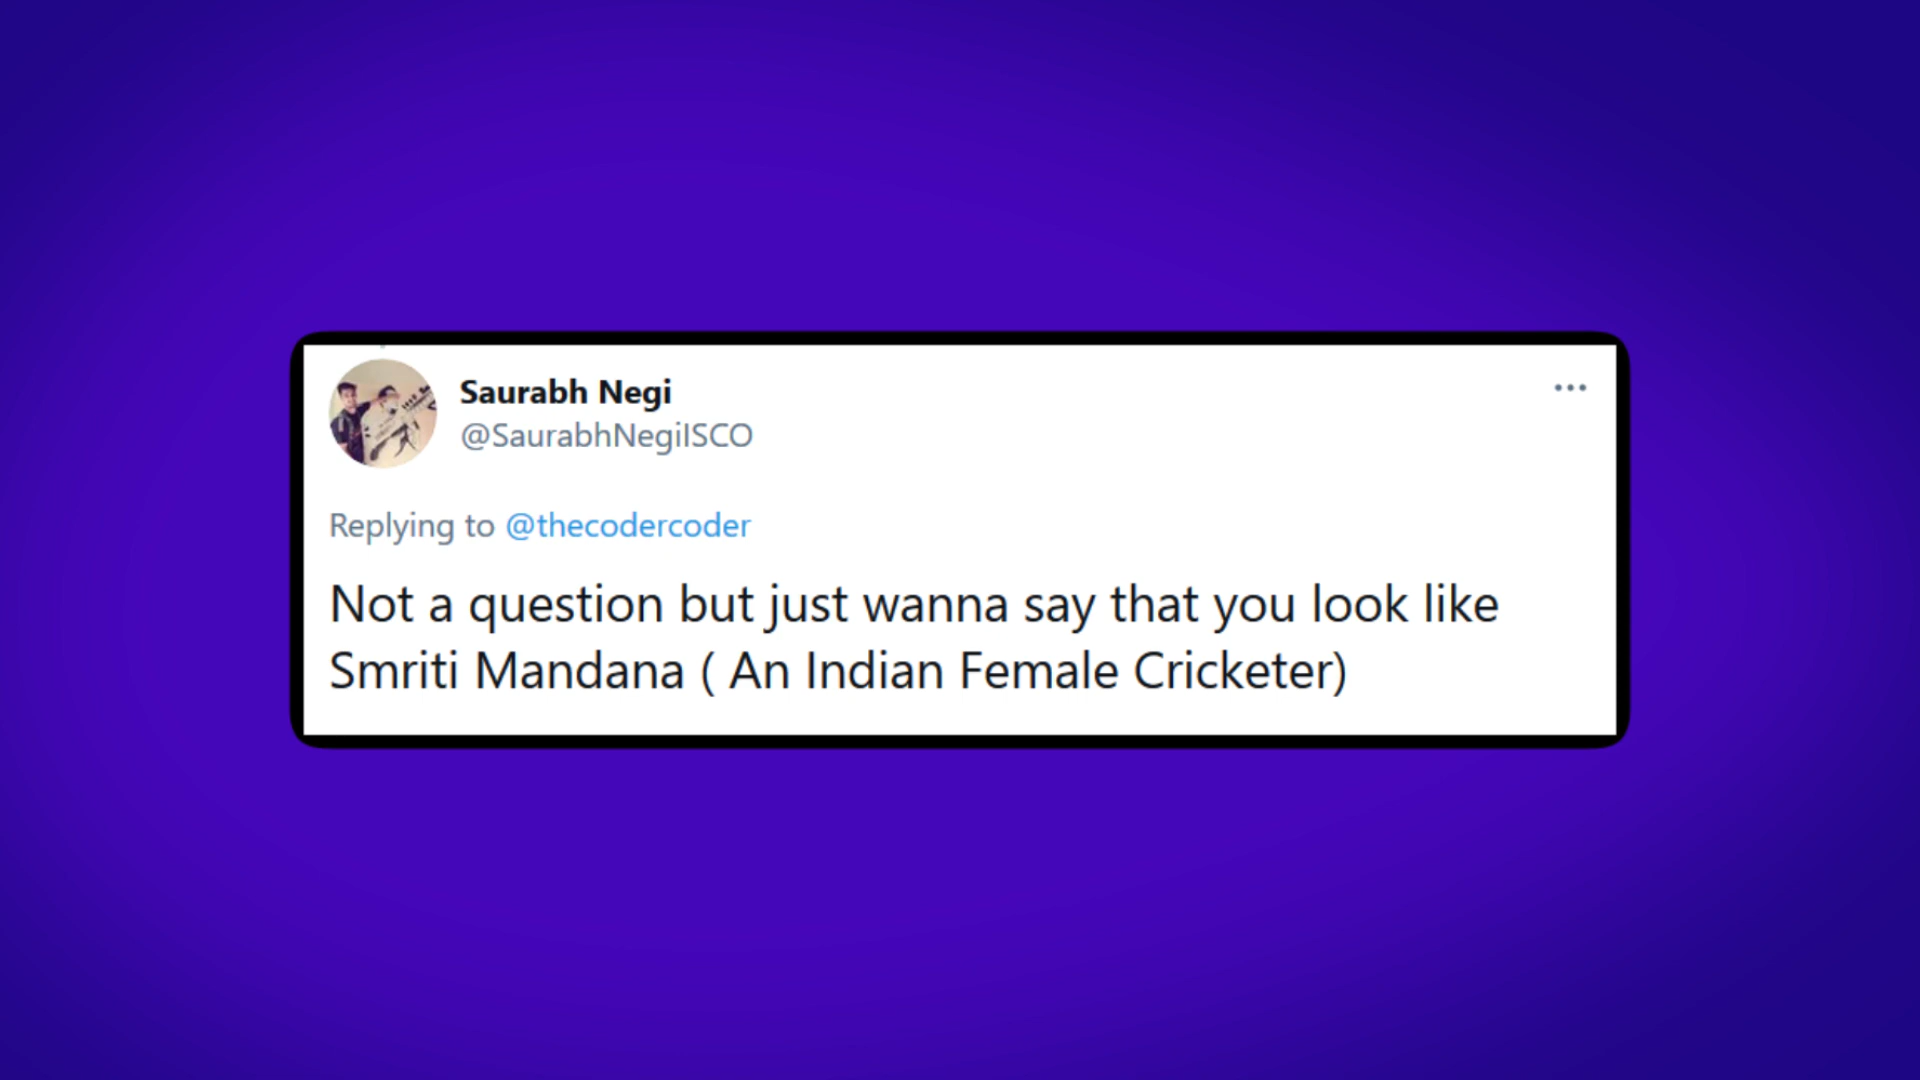 Saurabh Negi
@SaurabhNegiISCO
Replying to @thecodercoder
Not a question but just wanna say that you look like
Smriti Mandana ( An Indian Female Cricketer)